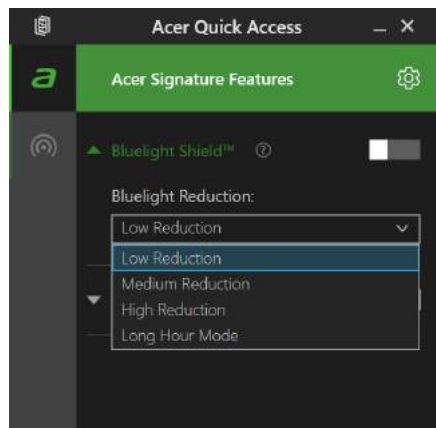 Acer Quick Access
a
Acer Signature Features
Bluelight Shield™ ?
Bluelight Reduction:
Low Reduction
Low Reduction
Medium Reduction
High Reduction
Long Hour Mode